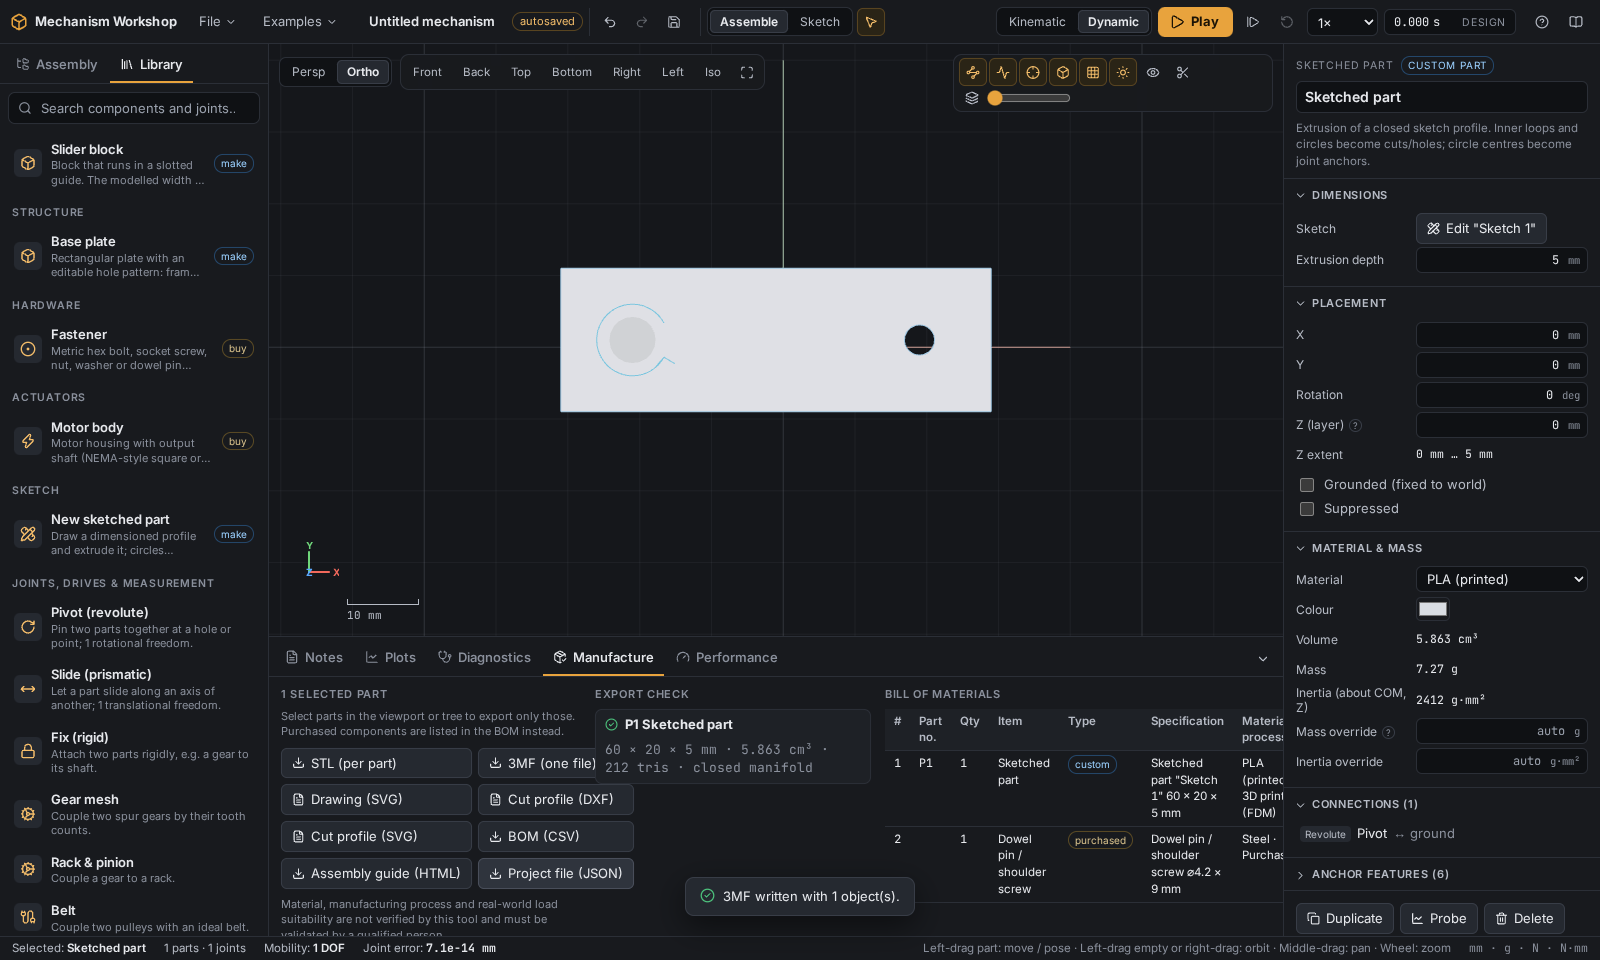 Mechanism Workshop File Examples Untitled mechanism autosaved Assemble Sketch Kinematic Dynamic Play 1× 0.000 s DESIGN
Assembly Library
Search components and joints..
Slider block
Block that runs in a slotted
guide. The modelled width ...
make
STRUCTURE
Base plate
Rectangular plate with an
editable hole pattern: fram...
make
HARDWARE
Fastener
Metric hex bolt, socket screw,
nut, washer or dowel pin...
buy
ACTUATORS
Motor body
Motor housing with output
shaft (NEMA-style square or...
buy
SKETCH
New sketched part
Draw a dimensioned profile
and extrude it; circles...
make
JOINTS, DRIVES & MEASUREMENT
Pivot (revolute)
Pin two parts together at a hole or
point; 1 rotational freedom.
Slide (prismatic)
Let a part slide along an axis of
another; 1 translational freedom.
Fix (rigid)
Attach two parts rigidly, e.g. a gear to
its shaft.
Gear mesh
Couple two spur gears by their tooth
counts.
Rack & pinion
Couple a gear to a rack.
Belt
Couple two pulleys with an ideal belt.
Persp Ortho Front Back Top Bottom Right Left Iso
Y
Z X
10 mm
Notes Plots Diagnostics Manufacture Performance
1 SELECTED PART
Select parts in the viewport or tree to export only those.
Purchased components are listed in the BOM instead.
STL (per part) 3MF (one file)
Drawing (SVG) Cut profile (DXF)
Cut profile (SVG) BOM (CSV)
Assembly guide (HTML) Project file (JSON)
Material, manufacturing process and real-world load
suitability are not verified by this tool and must be
validated by a qualified person.
EXPORT CHECK
P1 Sketched part
60 × 20 × 5 mm · 5.863 cm³ ·
212 tris · closed manifold
BILL OF MATERIALS
# Part no. Qty Item Type Specification Materia process
1 P1 1 Sketched part custom Sketched part "Sketch 1" 60 × 20 × 5 mm PLA (printed 3D print (FDM)
2 1 Dowel pin / shoulder screw purchased Dowel pin / shoulder screw ⌀4.2 × 9 mm Steel · Purchas
3MF written with 1 object(s).
SKETCHED PART CUSTOM PART
Sketched part
Extrusion of a closed sketch profile. Inner loops and
circles become cuts/holes; circle centres become
joint anchors.
DIMENSIONS
Sketch Edit "Sketch 1"
Extrusion depth 5 mm
PLACEMENT
X 0 mm
Y 0 mm
Rotation 0 deg
Z (layer) ? 0 mm
Z extent 0 mm … 5 mm
Grounded (fixed to world)
Suppressed
MATERIAL & MASS
Material PLA (printed)
Colour
Volume 5.863 cm³
Mass 7.27 g
Inertia (about COM, Z) 2412 g·mm²
Mass override ? auto g
Inertia override auto g·mm²
CONNECTIONS (1)
Revolute Pivot ↔ ground
ANCHOR FEATURES (6)
Duplicate Probe Delete
Selected: Sketched part 1 parts · 1 joints Mobility: 1 DOF Joint error: 7.1e-14 mm Left-drag part: move / pose · Left-drag empty or right-drag: orbit · Middle-drag: pan · Wheel: zoom mm · g · N · N·mm